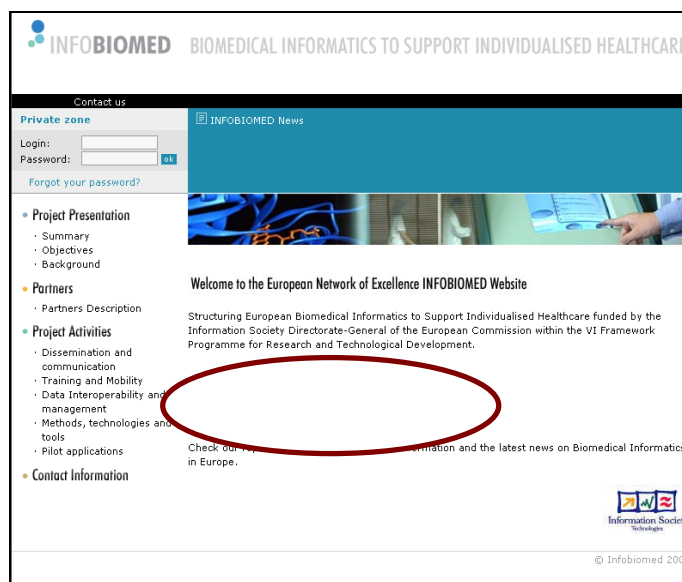 INFOBIOMED BIOMEDICAL INFORMATICS TO SUPPORT INDIVIDUALISED HEALTHCARE
Contact us
Private zone
Login:
Password: ok
Forgot your password?
INFOBIOMED News
• Project Presentation
· Summary
· Objectives
· Background
• Partners
· Partners Description
• Project Activities
· Dissemination and
communication
· Training and Mobility
· Data Interoperability and
management
· Methods, technologies and
tools
· Pilot applications
• Contact Information
Welcome to the European Network of Excellence INFOBIOMED Website
Structuring European Biomedical Informatics to Support Individualised Healthcare funded by the
Information Society Directorate-General of the European Commission within the VI Framework
Programme for Research and Technological Development.
Check our and the latest news on Biomedical Informatics
in Europe.
Information
Technologies
© Infobiomed